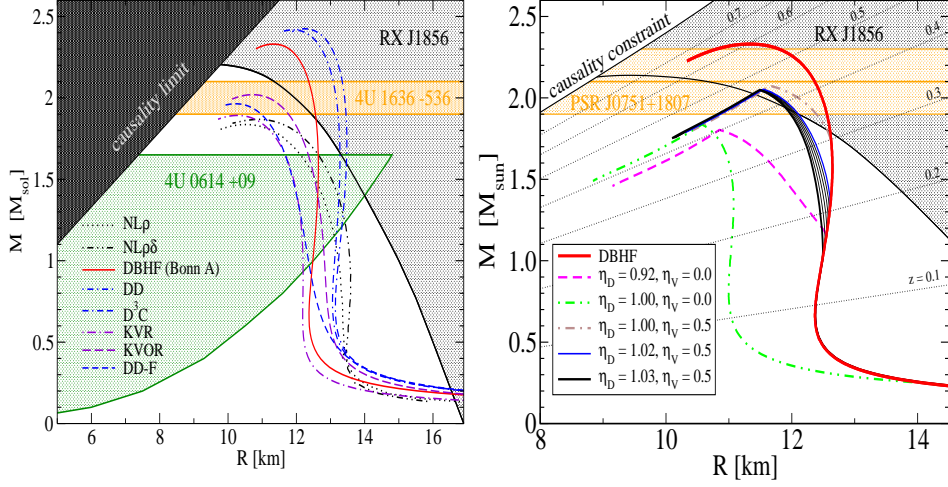 2.5
2
1.5
1
0.5
0
M [M_sol]
6
8
10
12
14
16
R [km]
causality limit
RX J1856
4U 1636 -536
4U 0614 +09
NLρ
NLρδ
DBHF (Bonn A)
DD
D³C
KVR
KVOR
DD-F
2.5
2.0
1.5
1.0
0.5
0
M [M_sun]
8
10
12
14
R [km]
causality constraint
RX J1856
PSR J0751+1807
0.7
0.6
0.5
0.4
0.3
0.2
z = 0.1
DBHF
η_D = 0.92, η_V = 0.0
η_D = 1.00, η_V = 0.0
η_D = 1.00, η_V = 0.5
η_D = 1.02, η_V = 0.5
η_D = 1.03, η_V = 0.5